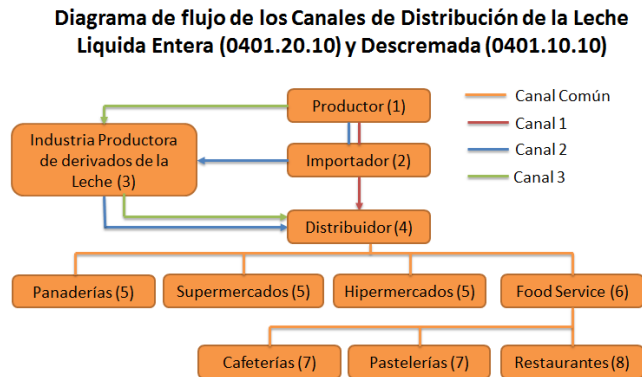 Diagrama de flujo de los Canales de Distribución de la Leche
Liquida Entera (0401.20.10) y Descremada (0401.10.10)
Productor (1)
Canal Común
Canal 1
Canal 2
Canal 3
Industria Productora
de derivados de la
Leche (3)
Importador (2)
Distribuidor (4)
Panaderías (5)
Supermercados (5)
Hipermercados (5)
Food Service (6)
Cafeterías (7)
Pastelerías (7)
Restaurantes (8)